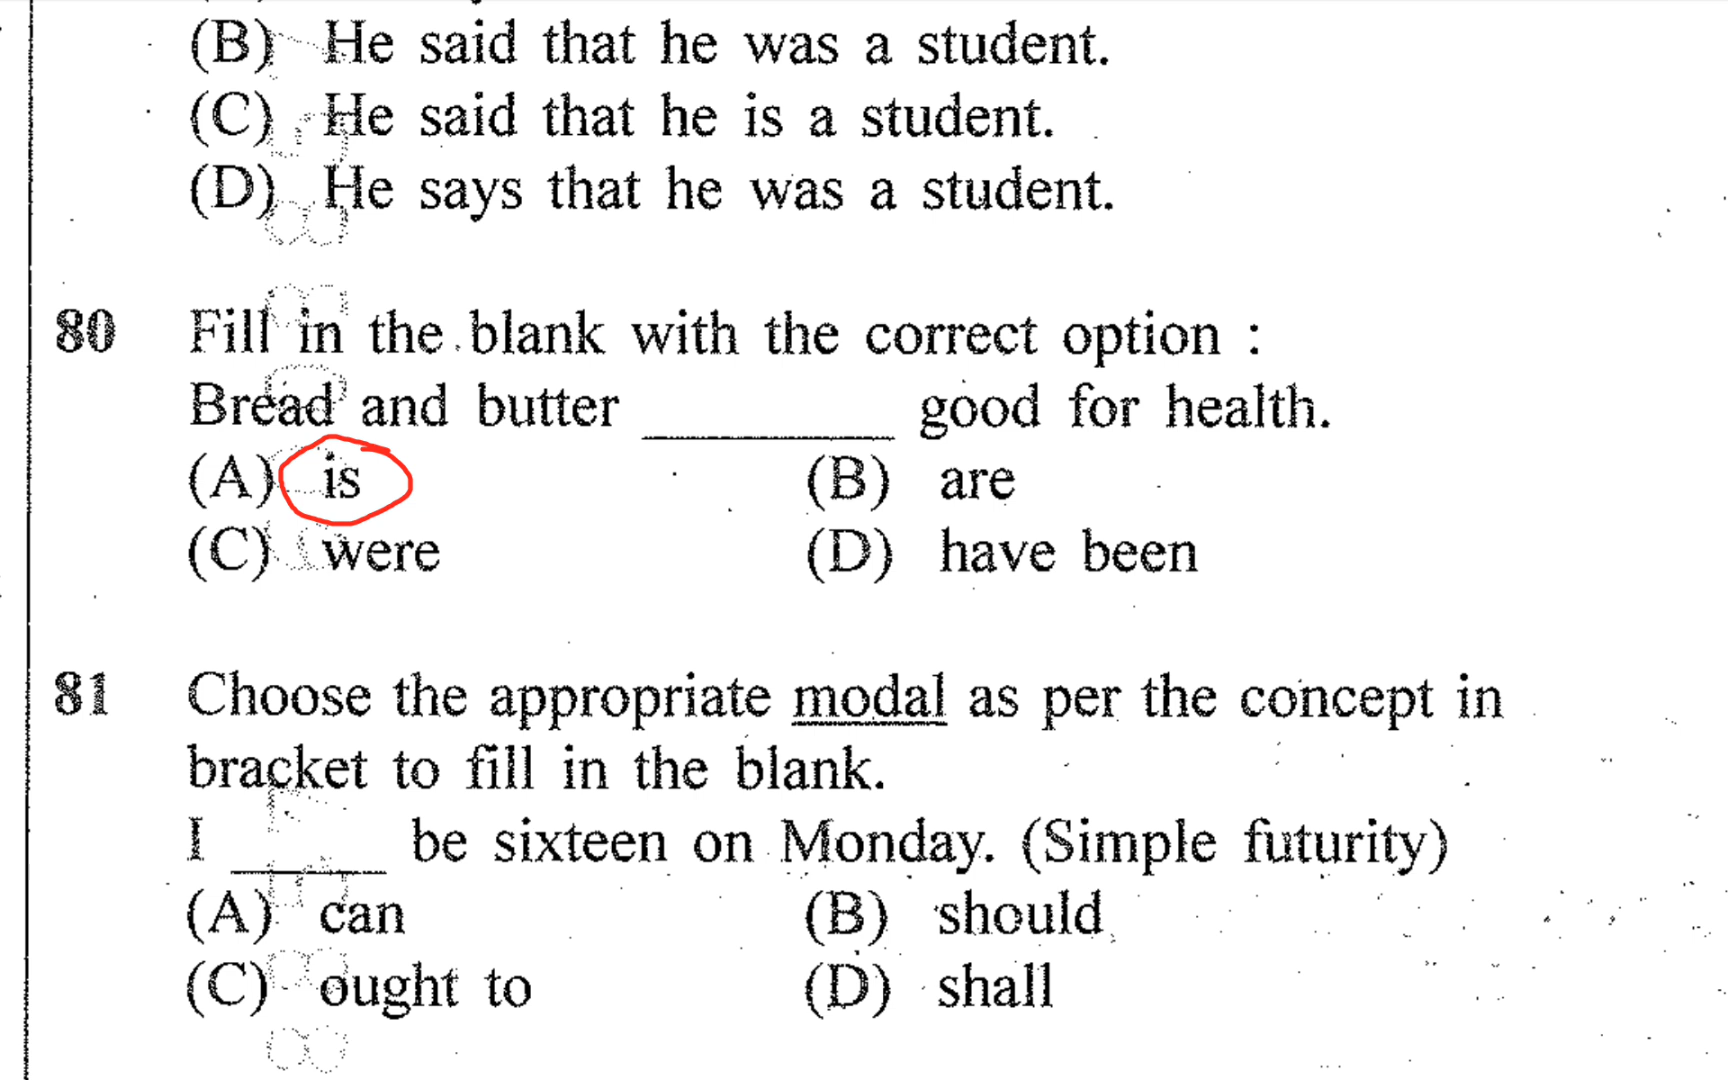 (B) He said that he was a student.
(C) He said that he is a student.
(D) He says that he was a student.
80 Fill in the blank with the correct option :
Bread and butter __________ good for health.
(A) is (B) are
(C) were (D) have been
81 Choose the appropriate modal as per the concept in
bracket to fill in the blank.
I ______ be sixteen on Monday. (Simple futurity)
(A) can (B) should
(C) ought to (D) shall